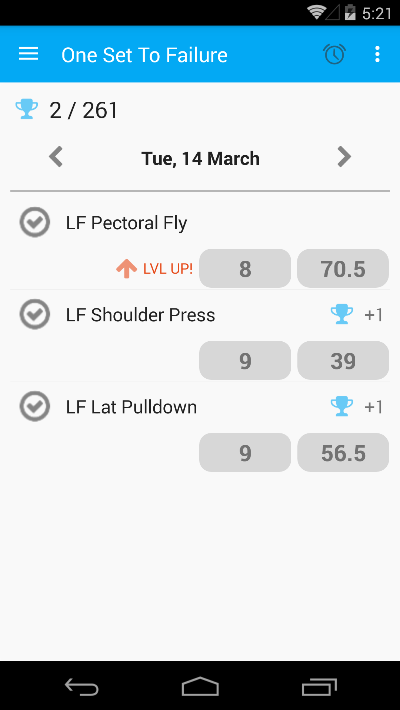 5:21
One Set To Failure
2 / 261
Tue, 14 March
LF Pectoral Fly
LVL UP! 8 70.5
LF Shoulder Press +1
9 39
LF Lat Pulldown +1
9 56.5